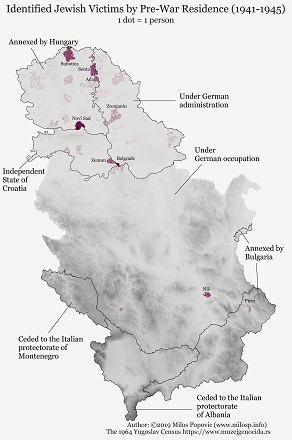 Identified Jewish Victims by Pre-War Residence (1941-1945)
1 dot = 1 person
Annexed by Hungary
Subotica
Senta
Ada
Under German
administration
Zrenjanin
Novi Sad
Under
German occupation
Zemun
Belgrade
Independent
State of
Croatia
Annexed by
Bulgaria
Niš
Pirot
Ceded to the Italian
protectorate of
Montenegro
Ceded to the Italian
protectorate
of Albania
Author: ©2019 Milos Popovic (www.milosp.info)
The 1964 Yugoslav Census https://www.muzejgenocida.rs